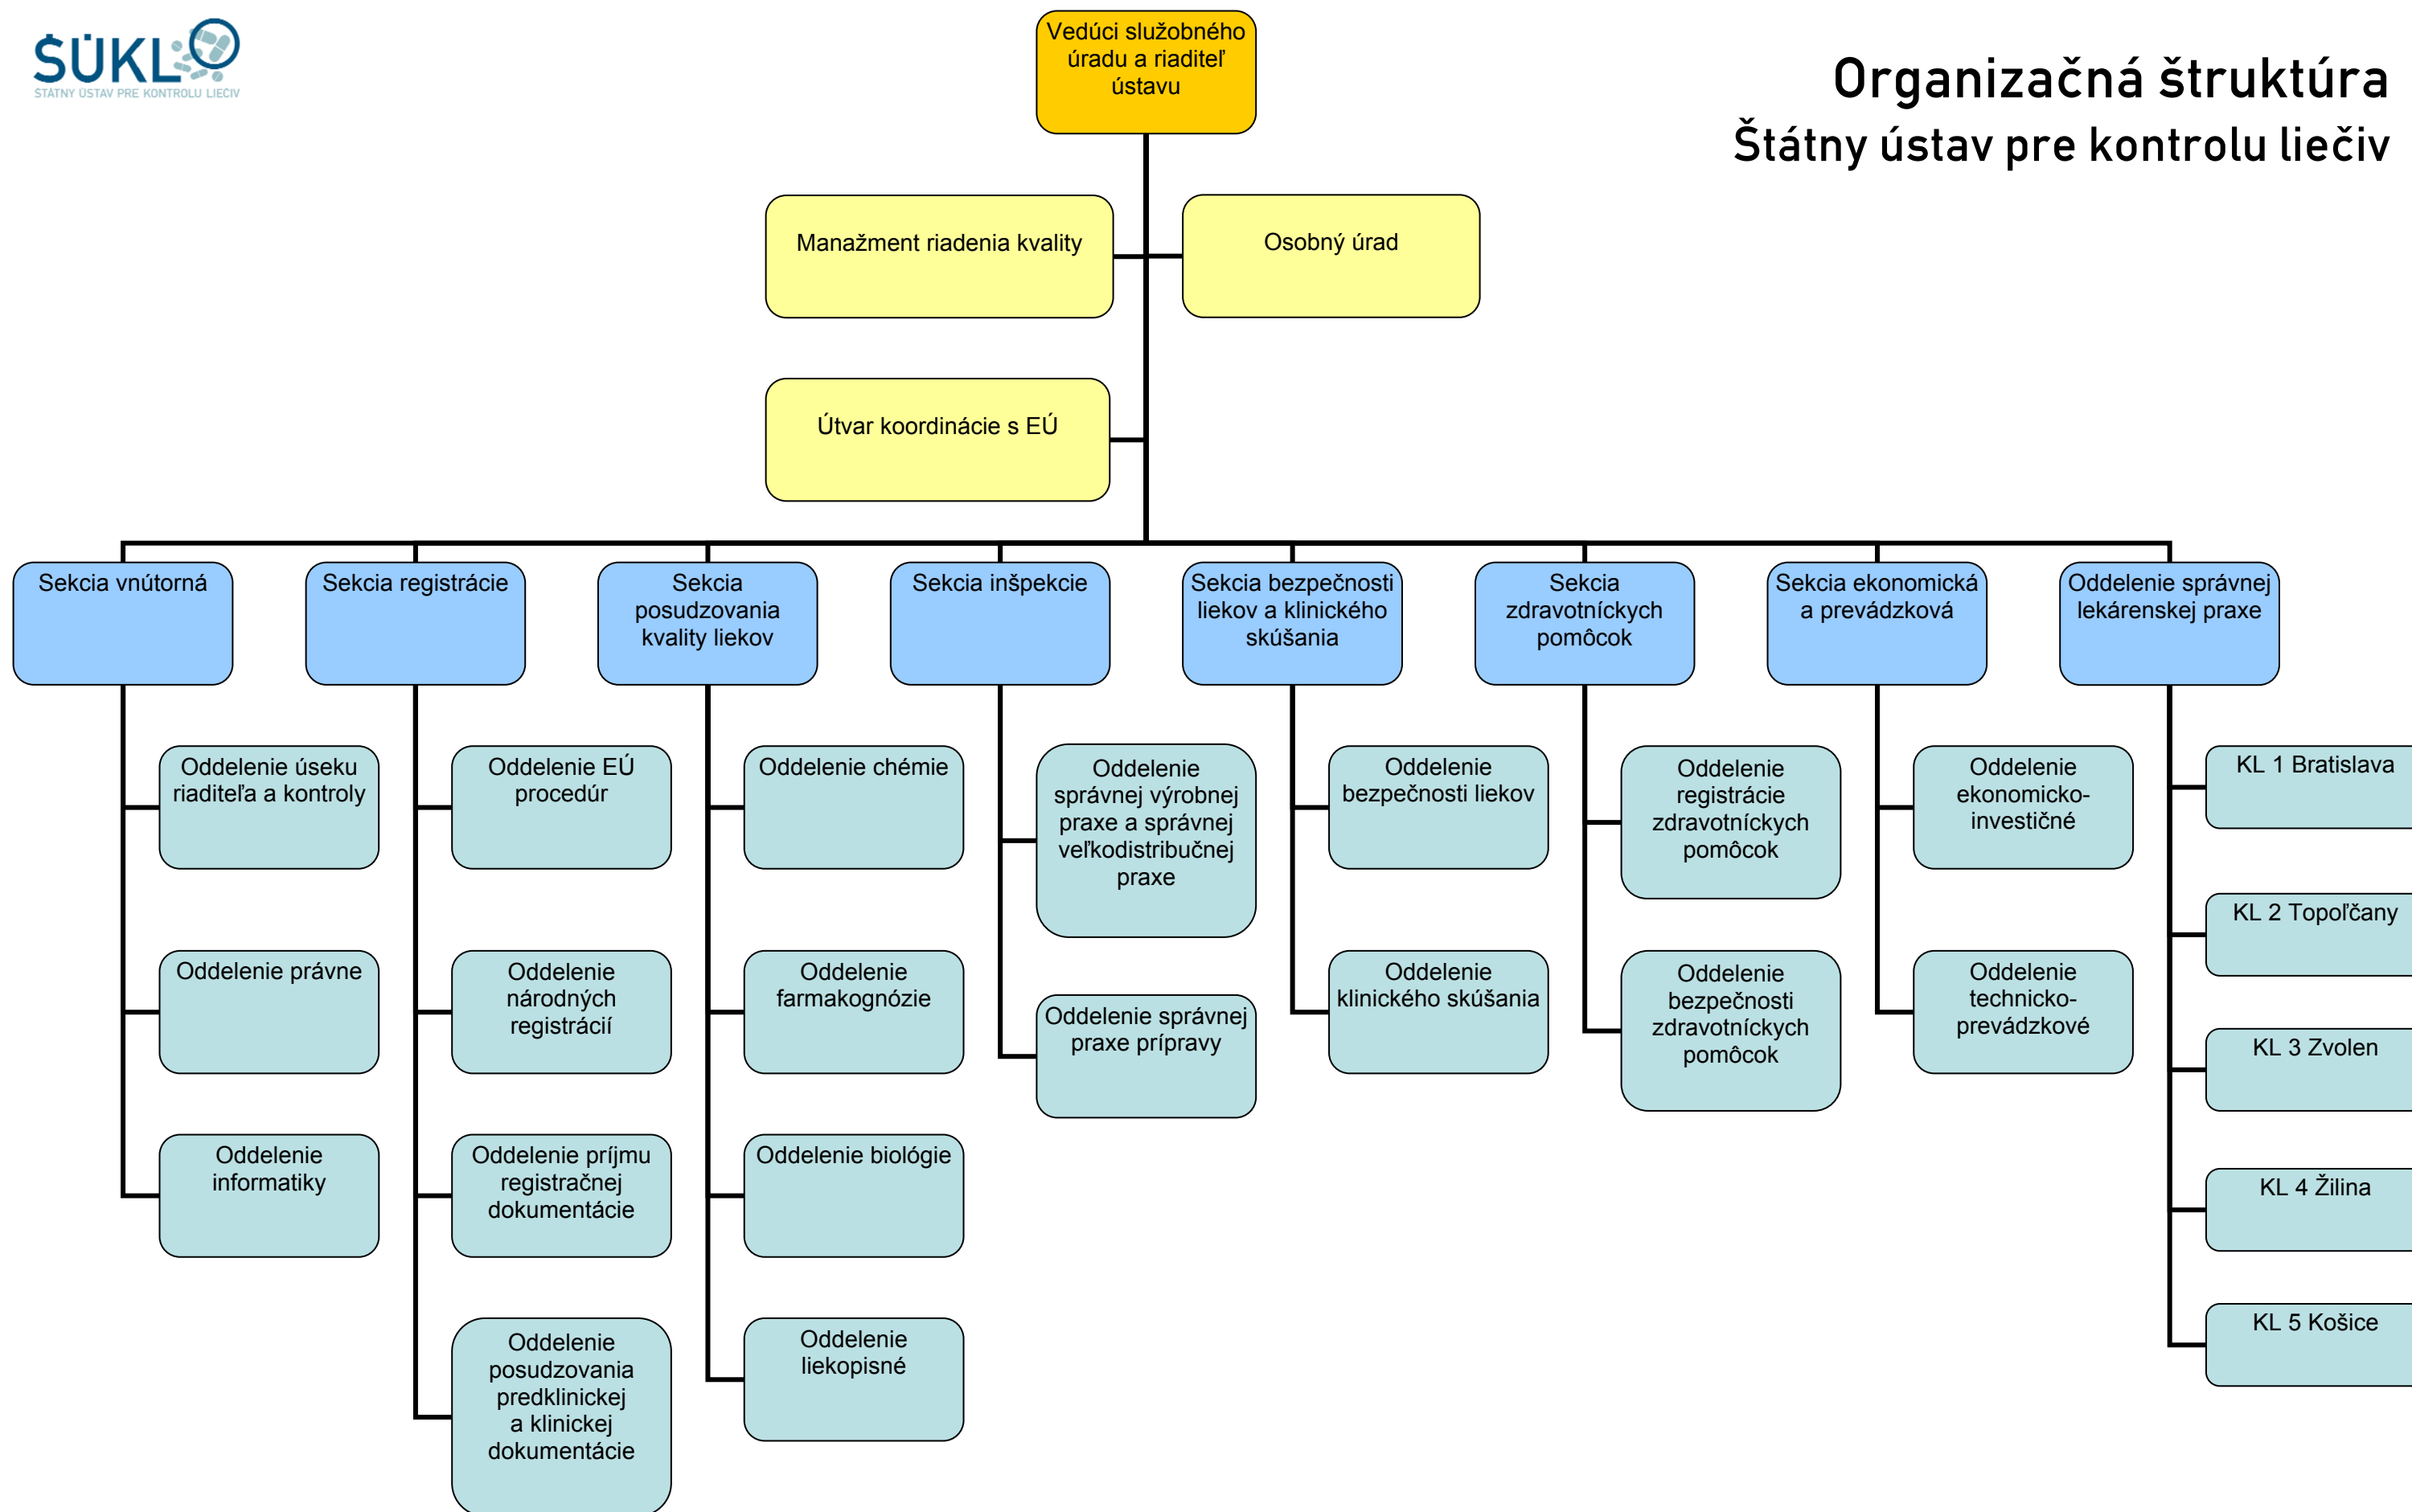 ŠÚKL
ŠTÁTNY ÚSTAV PRE KONTROLU LIEČIV
Organizačná štruktúra
Štátny ústav pre kontrolu liečiv
Vedúci služobného
úradu a riaditeľ
ústavu
Manažment riadenia kvality
Osobný úrad
Útvar koordinácie s EÚ
Sekcia vnútorná
Sekcia registrácie
Sekcia
posudzovania
kvality liekov
Sekcia inšpekcie
Sekcia bezpečnosti
liekov a klinického
skúšania
Sekcia
zdravotníckych
pomôcok
Sekcia ekonomická
a prevádzková
Oddelenie správnej
lekárenskej praxe
Oddelenie úseku
riaditeľa a kontroly
Oddelenie právne
Oddelenie
informatiky
Oddelenie EÚ
procedúr
Oddelenie
národných
registrácií
Oddelenie príjmu
registračnej
dokumentácie
Oddelenie
posudzovania
predklinickej
a klinickej
dokumentácie
Oddelenie chémie
Oddelenie
farmakognózie
Oddelenie biológie
Oddelenie
liekopisné
Oddelenie
správnej výrobnej
praxe a správnej
veľkodistribučnej
praxe
Oddelenie správnej
praxe prípravy
Oddelenie
bezpečnosti liekov
Oddelenie
klinického skúšania
Oddelenie
registrácie
zdravotníckych
pomôcok
Oddelenie
bezpečnosti
zdravotníckych
pomôcok
Oddelenie
ekonomicko-
investičné
Oddelenie
technicko-
prevádzkové
KL 1 Bratislava
KL 2 Topoľčany
KL 3 Zvolen
KL 4 Žilina
KL 5 Košice